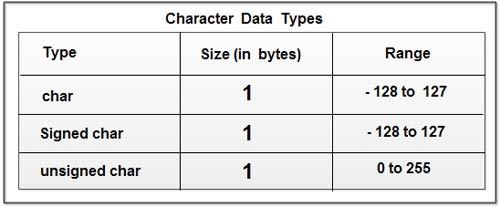 Character Data Types
Type Size (in bytes) Range
char 1 - 128 to 127
Signed char 1 - 128 to 127
unsigned char 1 0 to 255